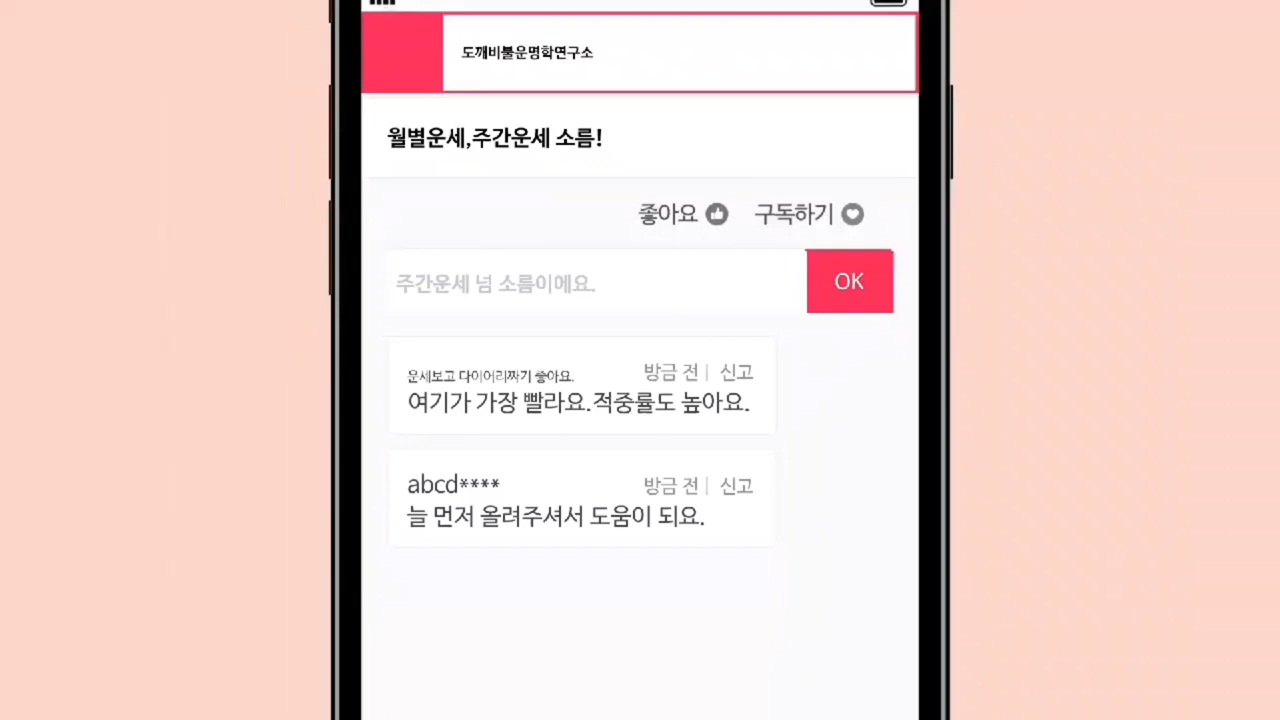 도깨비불운명학연구소
월별운세,주간운세 소름!
좋아요 구독하기
주간운세 넘 소름이에요.
OK
운세보고 다이어리짜기 좋아요.
방금 전 | 신고
여기가 가장 빨라요.적중률도 높아요.
abcd****
방금 전 | 신고
늘 먼저 올려주셔서 도움이 되요.